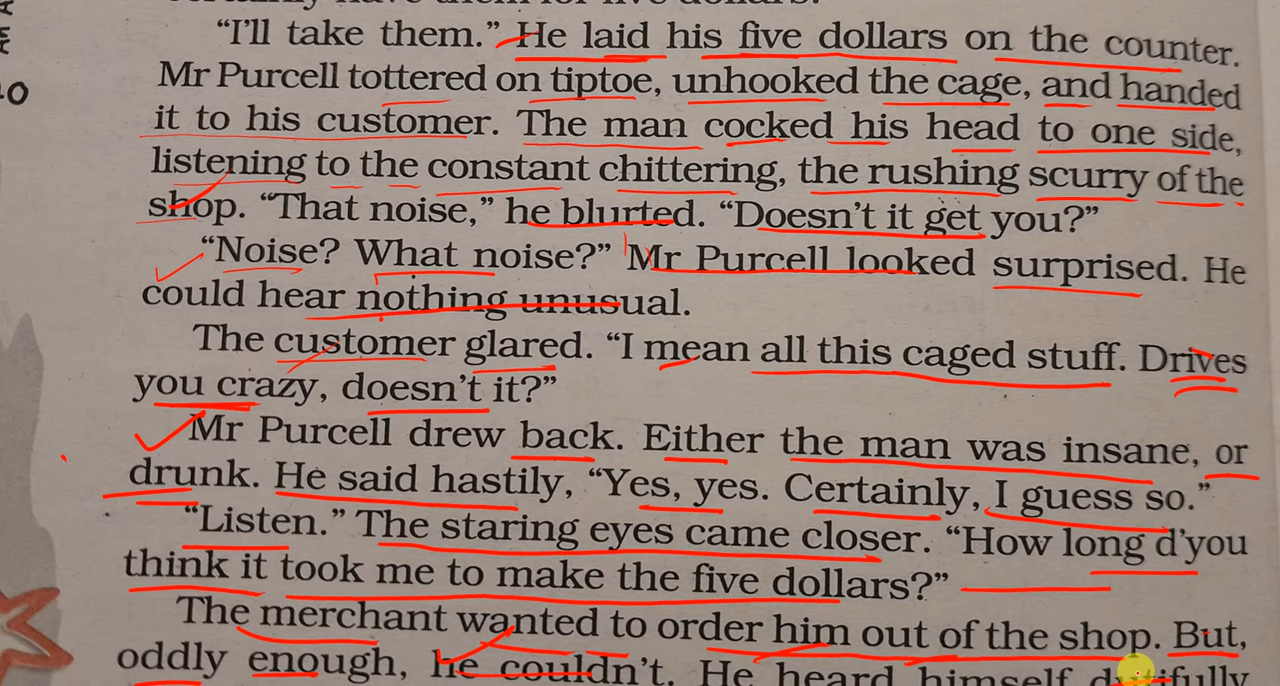 "I'll take them." He laid his five dollars on the counter.
Mr Purcell tottered on tiptoe, unhooked the cage, and handed
it to his customer. The man cocked his head to one side,
listening to the constant chittering, the rushing scurry of the
shop. "That noise," he blurted. "Doesn't it get you?"
"Noise? What noise?" Mr Purcell looked surprised. He
could hear nothing unusual.
The customer glared. "I mean all this caged stuff. Drives
you crazy, doesn't it?"
Mr Purcell drew back. Either the man was insane, or
drunk. He said hastily, "Yes, yes. Certainly, I guess so."
"Listen." The staring eyes came closer. "How long d'you
think it took me to make the five dollars?"
The merchant wanted to order him out of the shop. But,
oddly enough, he couldn't. He heard himself